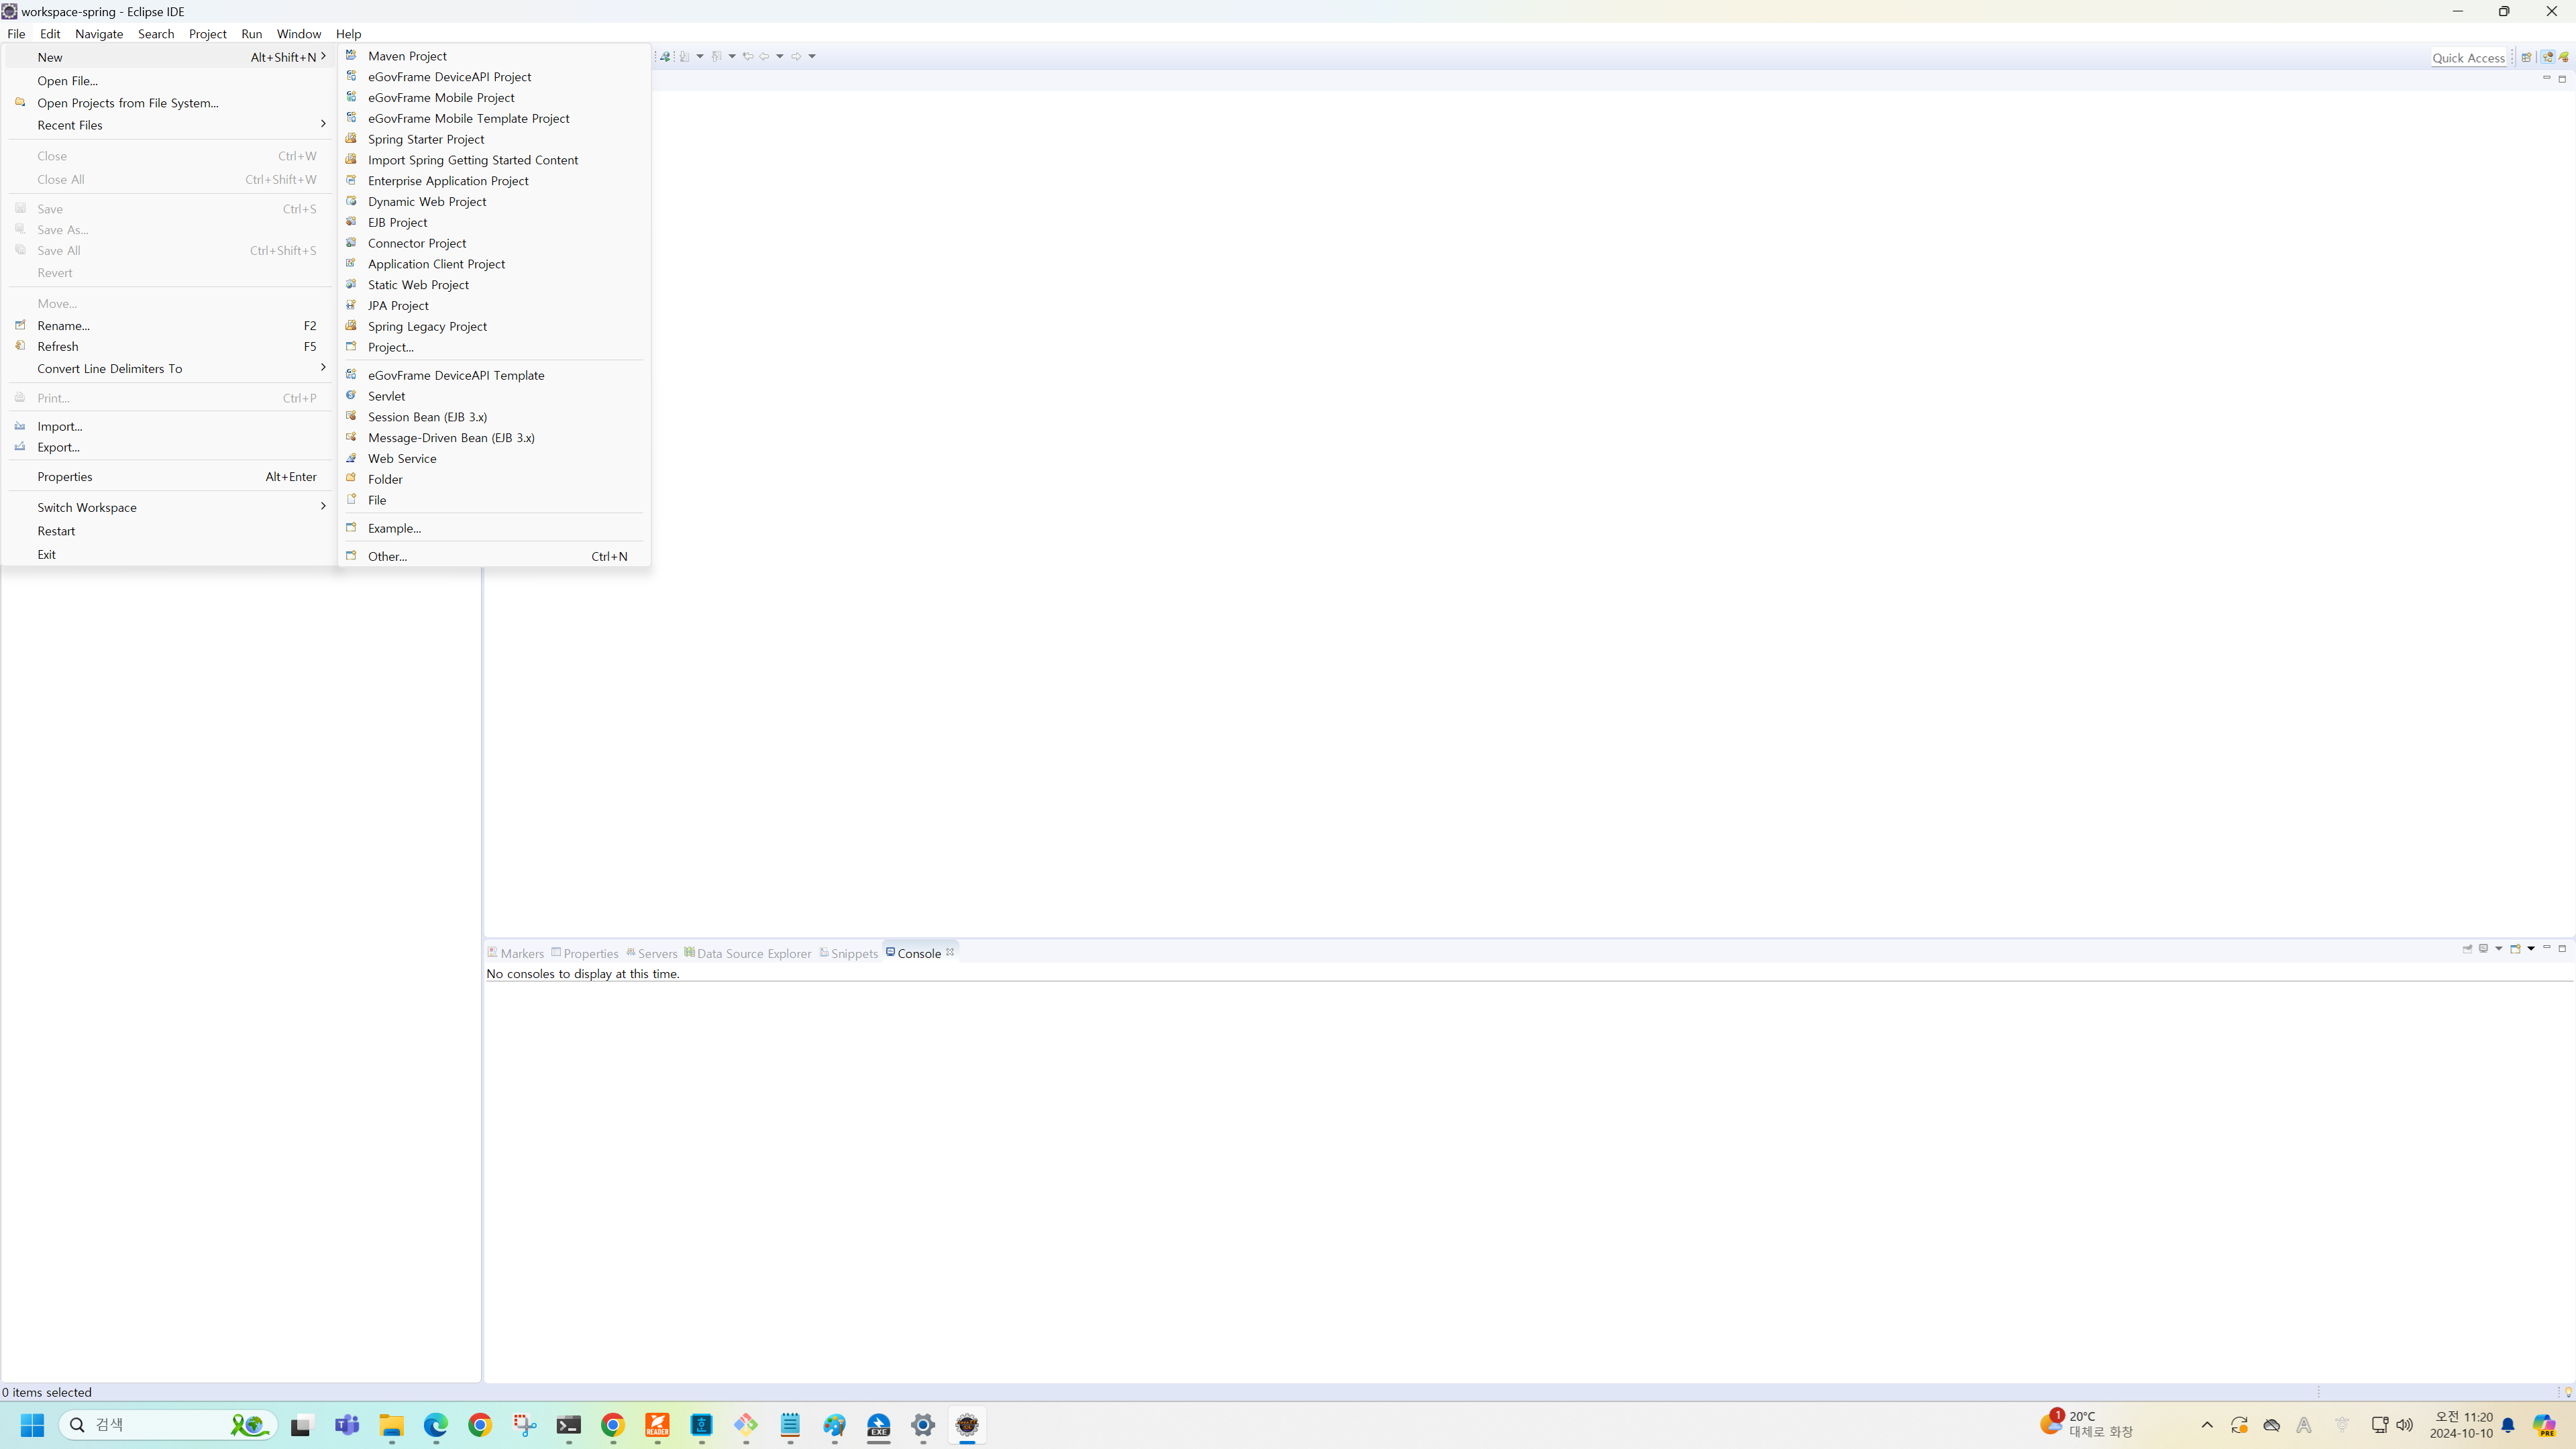 workspace-spring - Eclipse IDE
File Edit Navigate Search Project Run Window Help
Quick Access
New Alt+Shift+N
Open File...
Open Projects from File System...
Recent Files
Close Ctrl+W
Close All Ctrl+Shift+W
Save Ctrl+S
Save As...
Save All Ctrl+Shift+S
Revert
Move...
Rename... F2
Refresh F5
Convert Line Delimiters To
Print... Ctrl+P
Import...
Export...
Properties Alt+Enter
Switch Workspace
Restart
Exit
Maven Project
eGovFrame DeviceAPI Project
eGovFrame Mobile Project
eGovFrame Mobile Template Project
Spring Starter Project
Import Spring Getting Started Content
Enterprise Application Project
Dynamic Web Project
EJB Project
Connector Project
Application Client Project
Static Web Project
JPA Project
Spring Legacy Project
Project...
eGovFrame DeviceAPI Template
Servlet
Session Bean (EJB 3.x)
Message-Driven Bean (EJB 3.x)
Web Service
Folder
File
Example...
Other... Ctrl+N
Markers Properties Servers Data Source Explorer Snippets Console
No consoles to display at this time.
0 items selected
검색
READER
EXE
1
20°C
대체로 화창
오전 11:20
2024-10-10
PRE